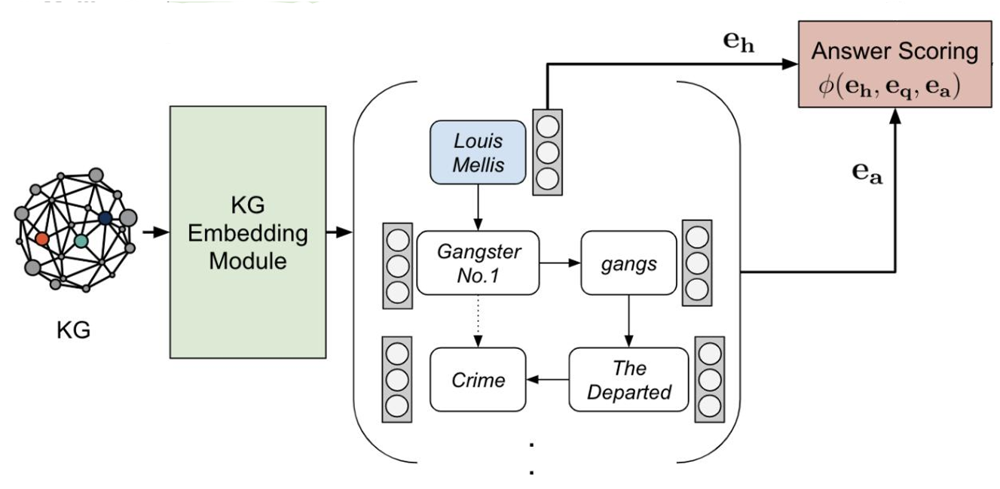 KG
KG
Embedding
Module
Louis
Mellis
Gangster
No.1
gangs
Crime
The
Departed
.
.
e_h
e_a
Answer Scoring
ϕ(e_h, e_q, e_a)